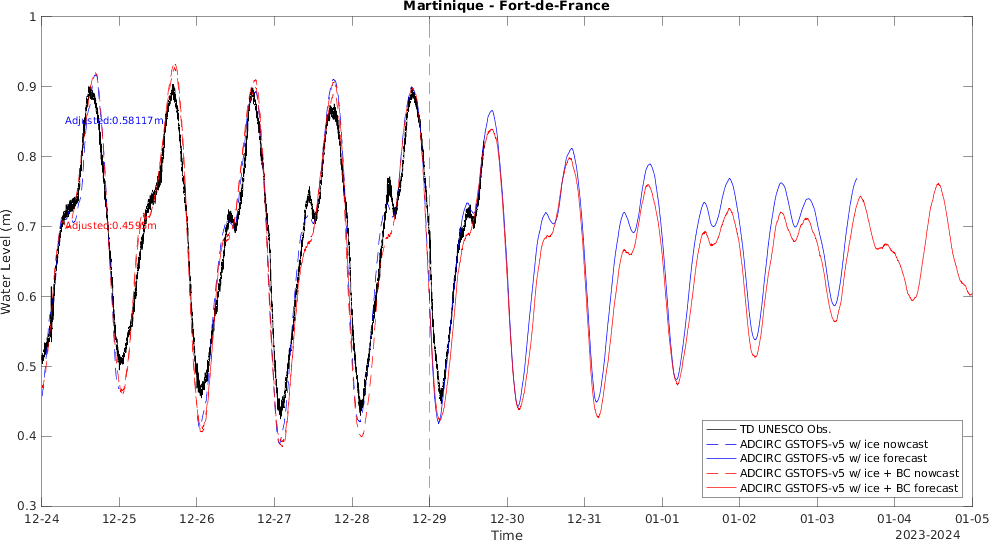 Martinique - Fort-de-France
1
0.9
0.8
0.7
0.6
0.5
0.4
0.3
Water Level (m)
Adjusted:0.58117m
Adjusted:0.4595m
TD UNESCO Obs.
ADCIRC GSTOFS-v5 w/ ice nowcast
ADCIRC GSTOFS-v5 w/ ice forecast
ADCIRC GSTOFS-v5 w/ ice + BC nowcast
ADCIRC GSTOFS-v5 w/ ice + BC forecast
12-24 12-25 12-26 12-27 12-28 12-29 12-30 12-31 01-01 01-02 01-03 01-04 01-05
Time
2023-2024